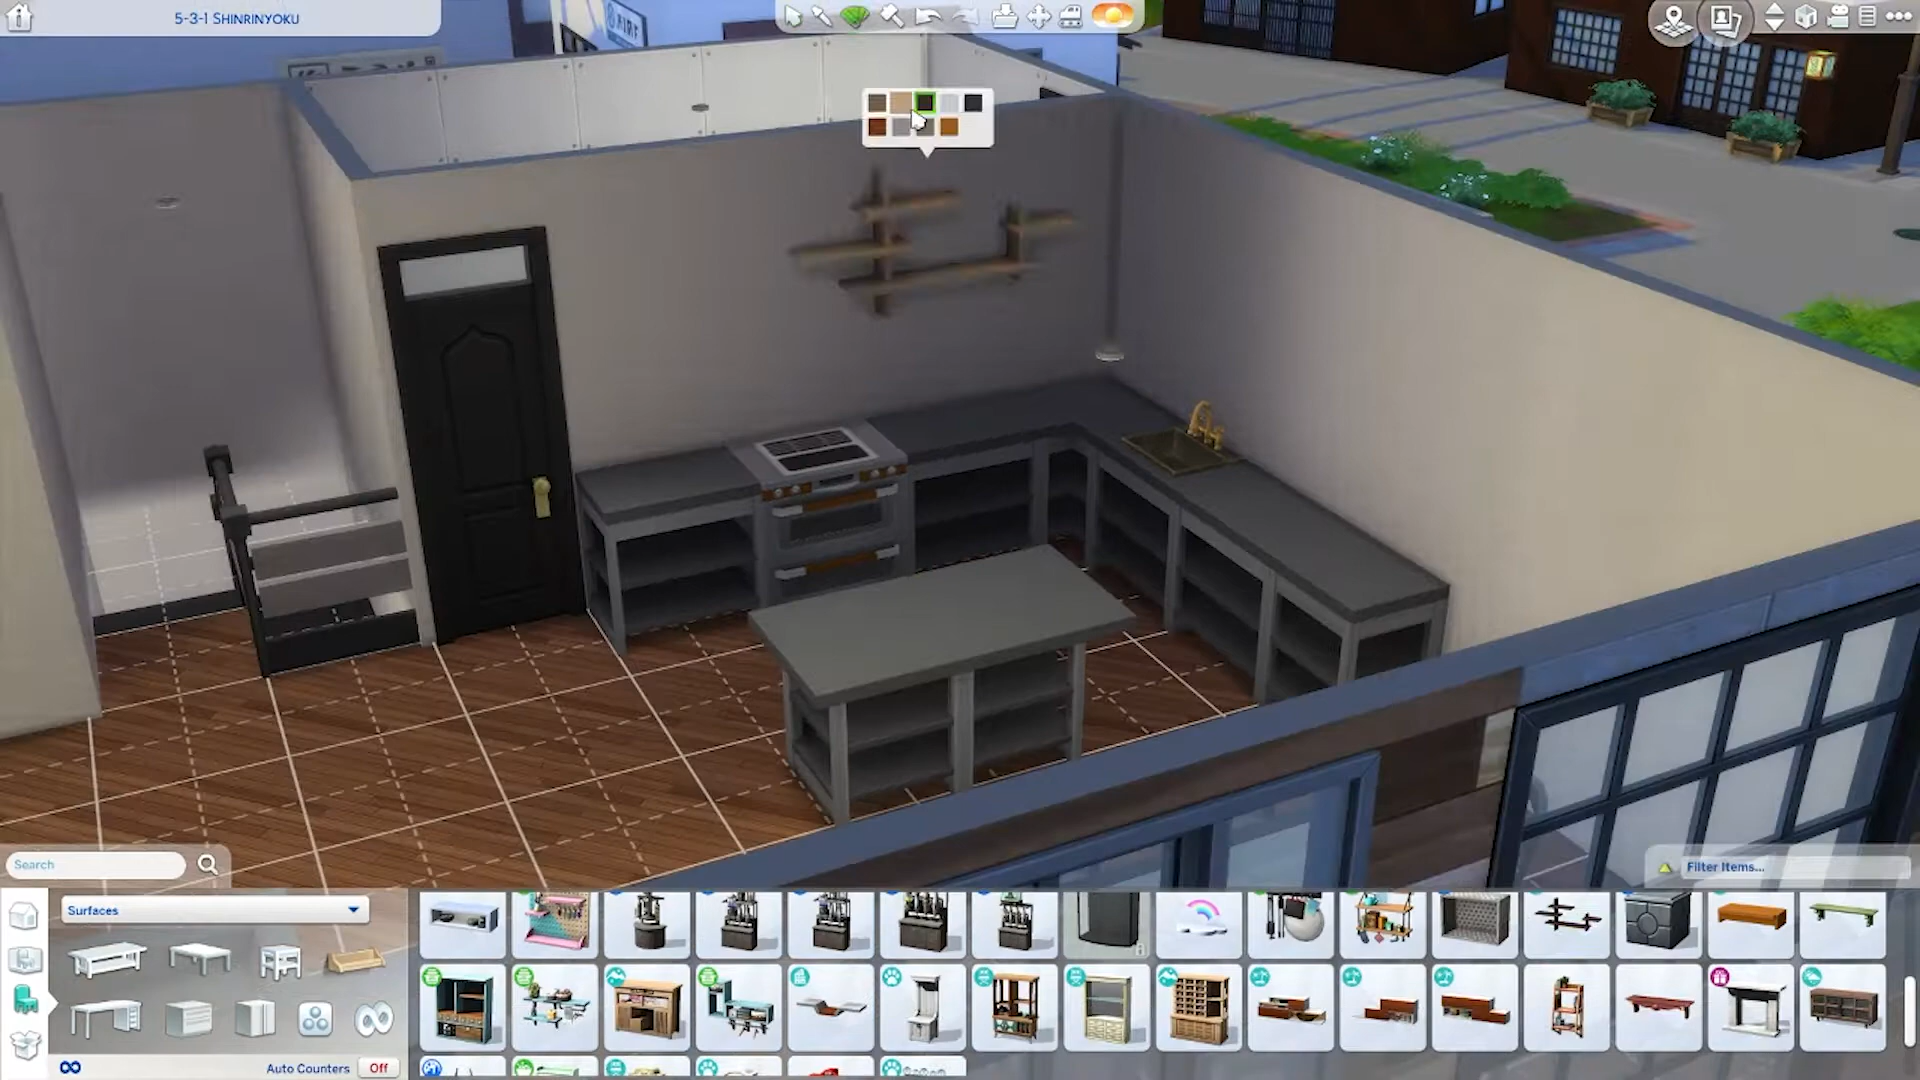 5-3-1 SHINRINYOKU
Search
Filter Items...
Surfaces
Auto Counters
Off